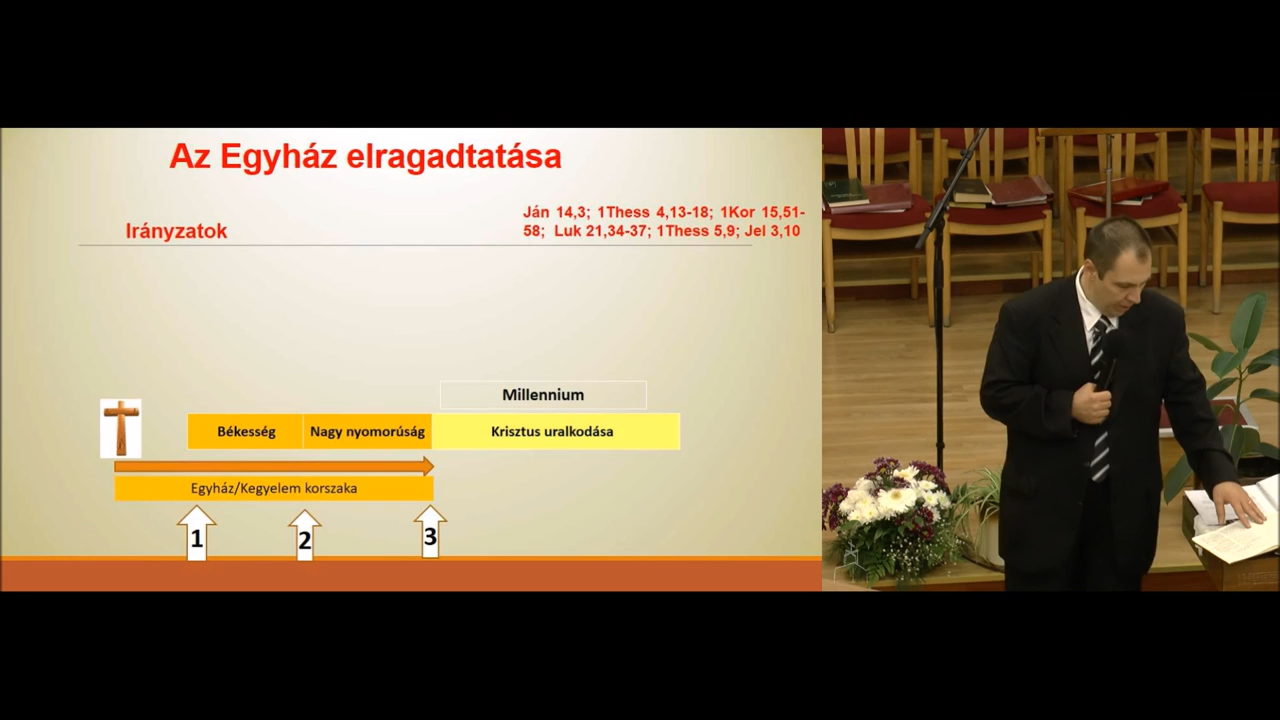 Az Egyház elragadtatása
Irányzatok
Ján 14,3; 1Thess 4,13-18; 1Kor 15,51-
58; Luk 21,34-37; 1Thess 5,9; Jel 3,10
Millennium
Békesség
Nagy nyomorúság
Krisztus uralkodása
Egyház/Kegyelem korszaka
1
2
3